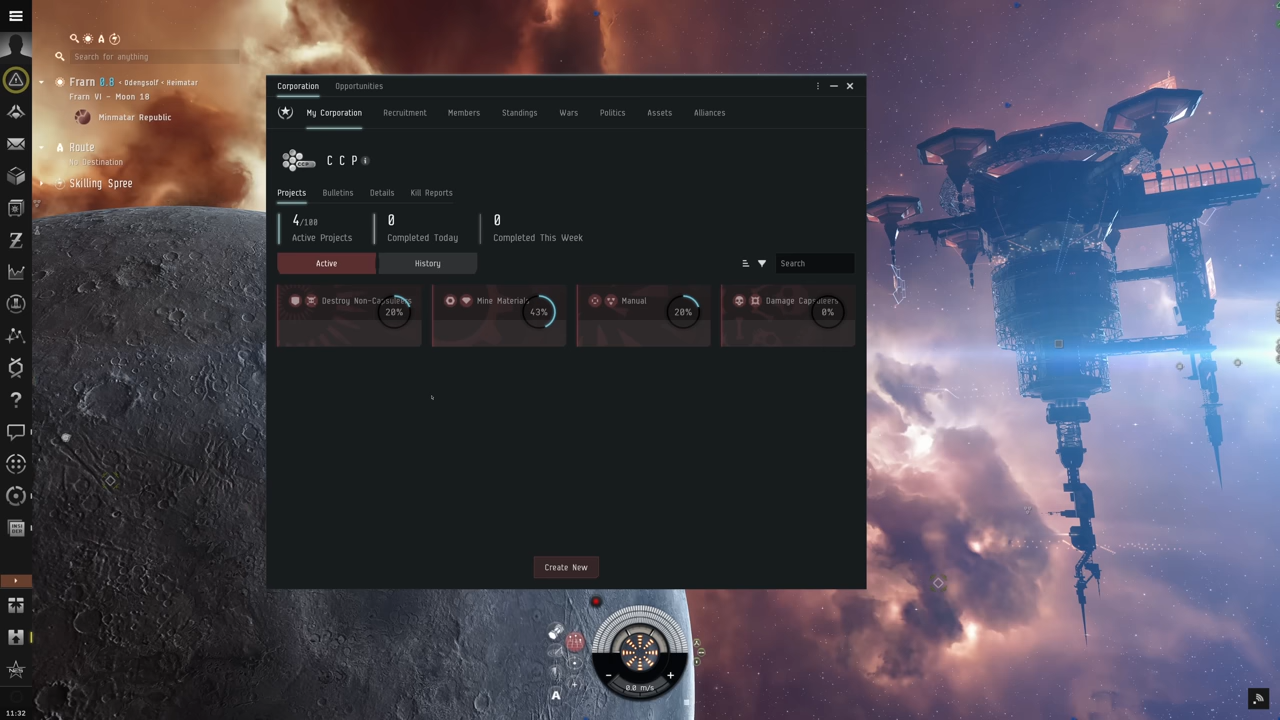 Search for anything
Frarn 0.8 < Odengsolf < Heimatar
Frarn VI - Moon 18
Minmatar Republic
Route
No Destination
Skilling Spree
Corporation Opportunities
My Corporation Recruitment Members Standings Wars Politics Assets Alliances
C C P
Projects Bulletins Details Kill Reports
4/100 0 0
Active Projects Completed Today Completed This Week
Active History Search
Destroy Non-Capsuleers 20%
Mine Materials 43%
Manual 20%
Damage Capsuleers 0%
Create New
0.0 m/s
A
NES
11:32